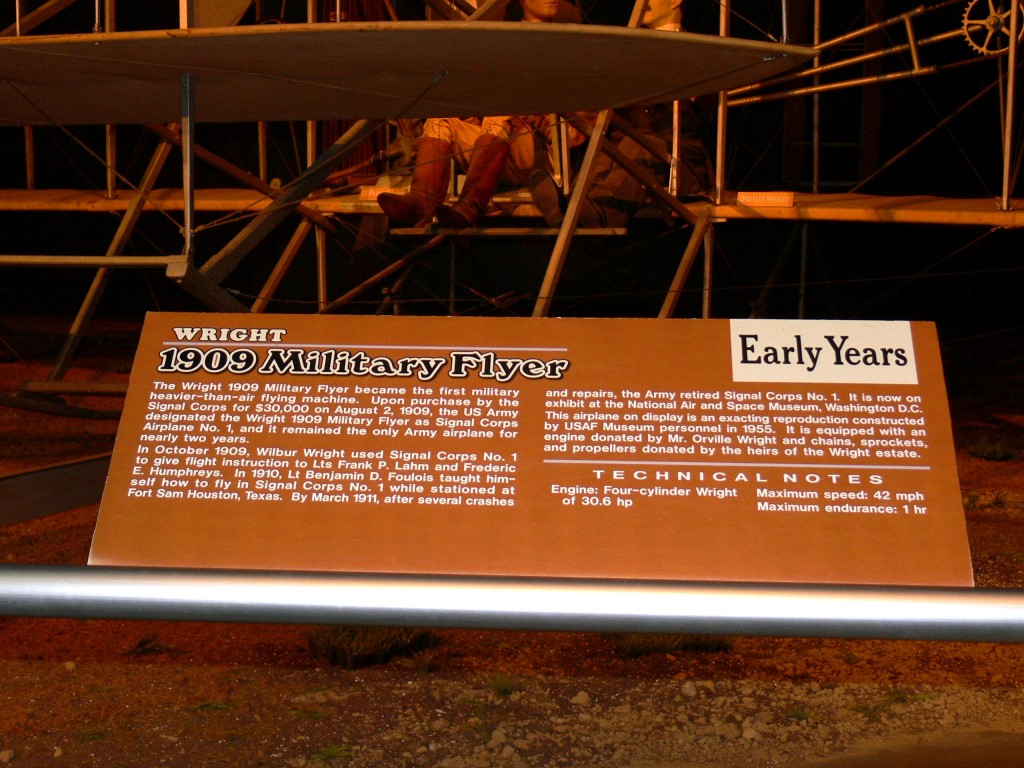 ORVILLE WRIGHT
WRIGHT
1909 Military Flyer
Early Years
The Wright 1909 Military Flyer became the first military
heavier-than-air flying machine. Upon purchase by the
Signal Corps for $30,000 on August 2, 1909, the US Army
designated the Wright 1909 Military Flyer as Signal Corps
Airplane No. 1, and it remained the only Army airplane for
nearly two years.
In October 1909, Wilbur Wright used Signal Corps No. 1
to give flight instruction to Lts Frank P. Lahm and Frederic
E. Humphreys. In 1910, Lt Benjamin D. Foulois taught him-
self how to fly in Signal Corps No. 1 while stationed at
Fort Sam Houston, Texas. By March 1911, after several crashes
and repairs, the Army retired Signal Corps No. 1. It is now on
exhibit at the National Air and Space Museum, Washington D.C.
This airplane on display is an exacting reproduction constructed
by USAF Museum personnel in 1955. It is equipped with an
engine donated by Mr. Orville Wright and chains, sprockets,
and propellers donated by the heirs of the Wright estate.
TECHNICAL NOTES
Engine: Four-cylinder Wright
of 30.6 hp
Maximum speed: 42 mph
Maximum endurance: 1 hr